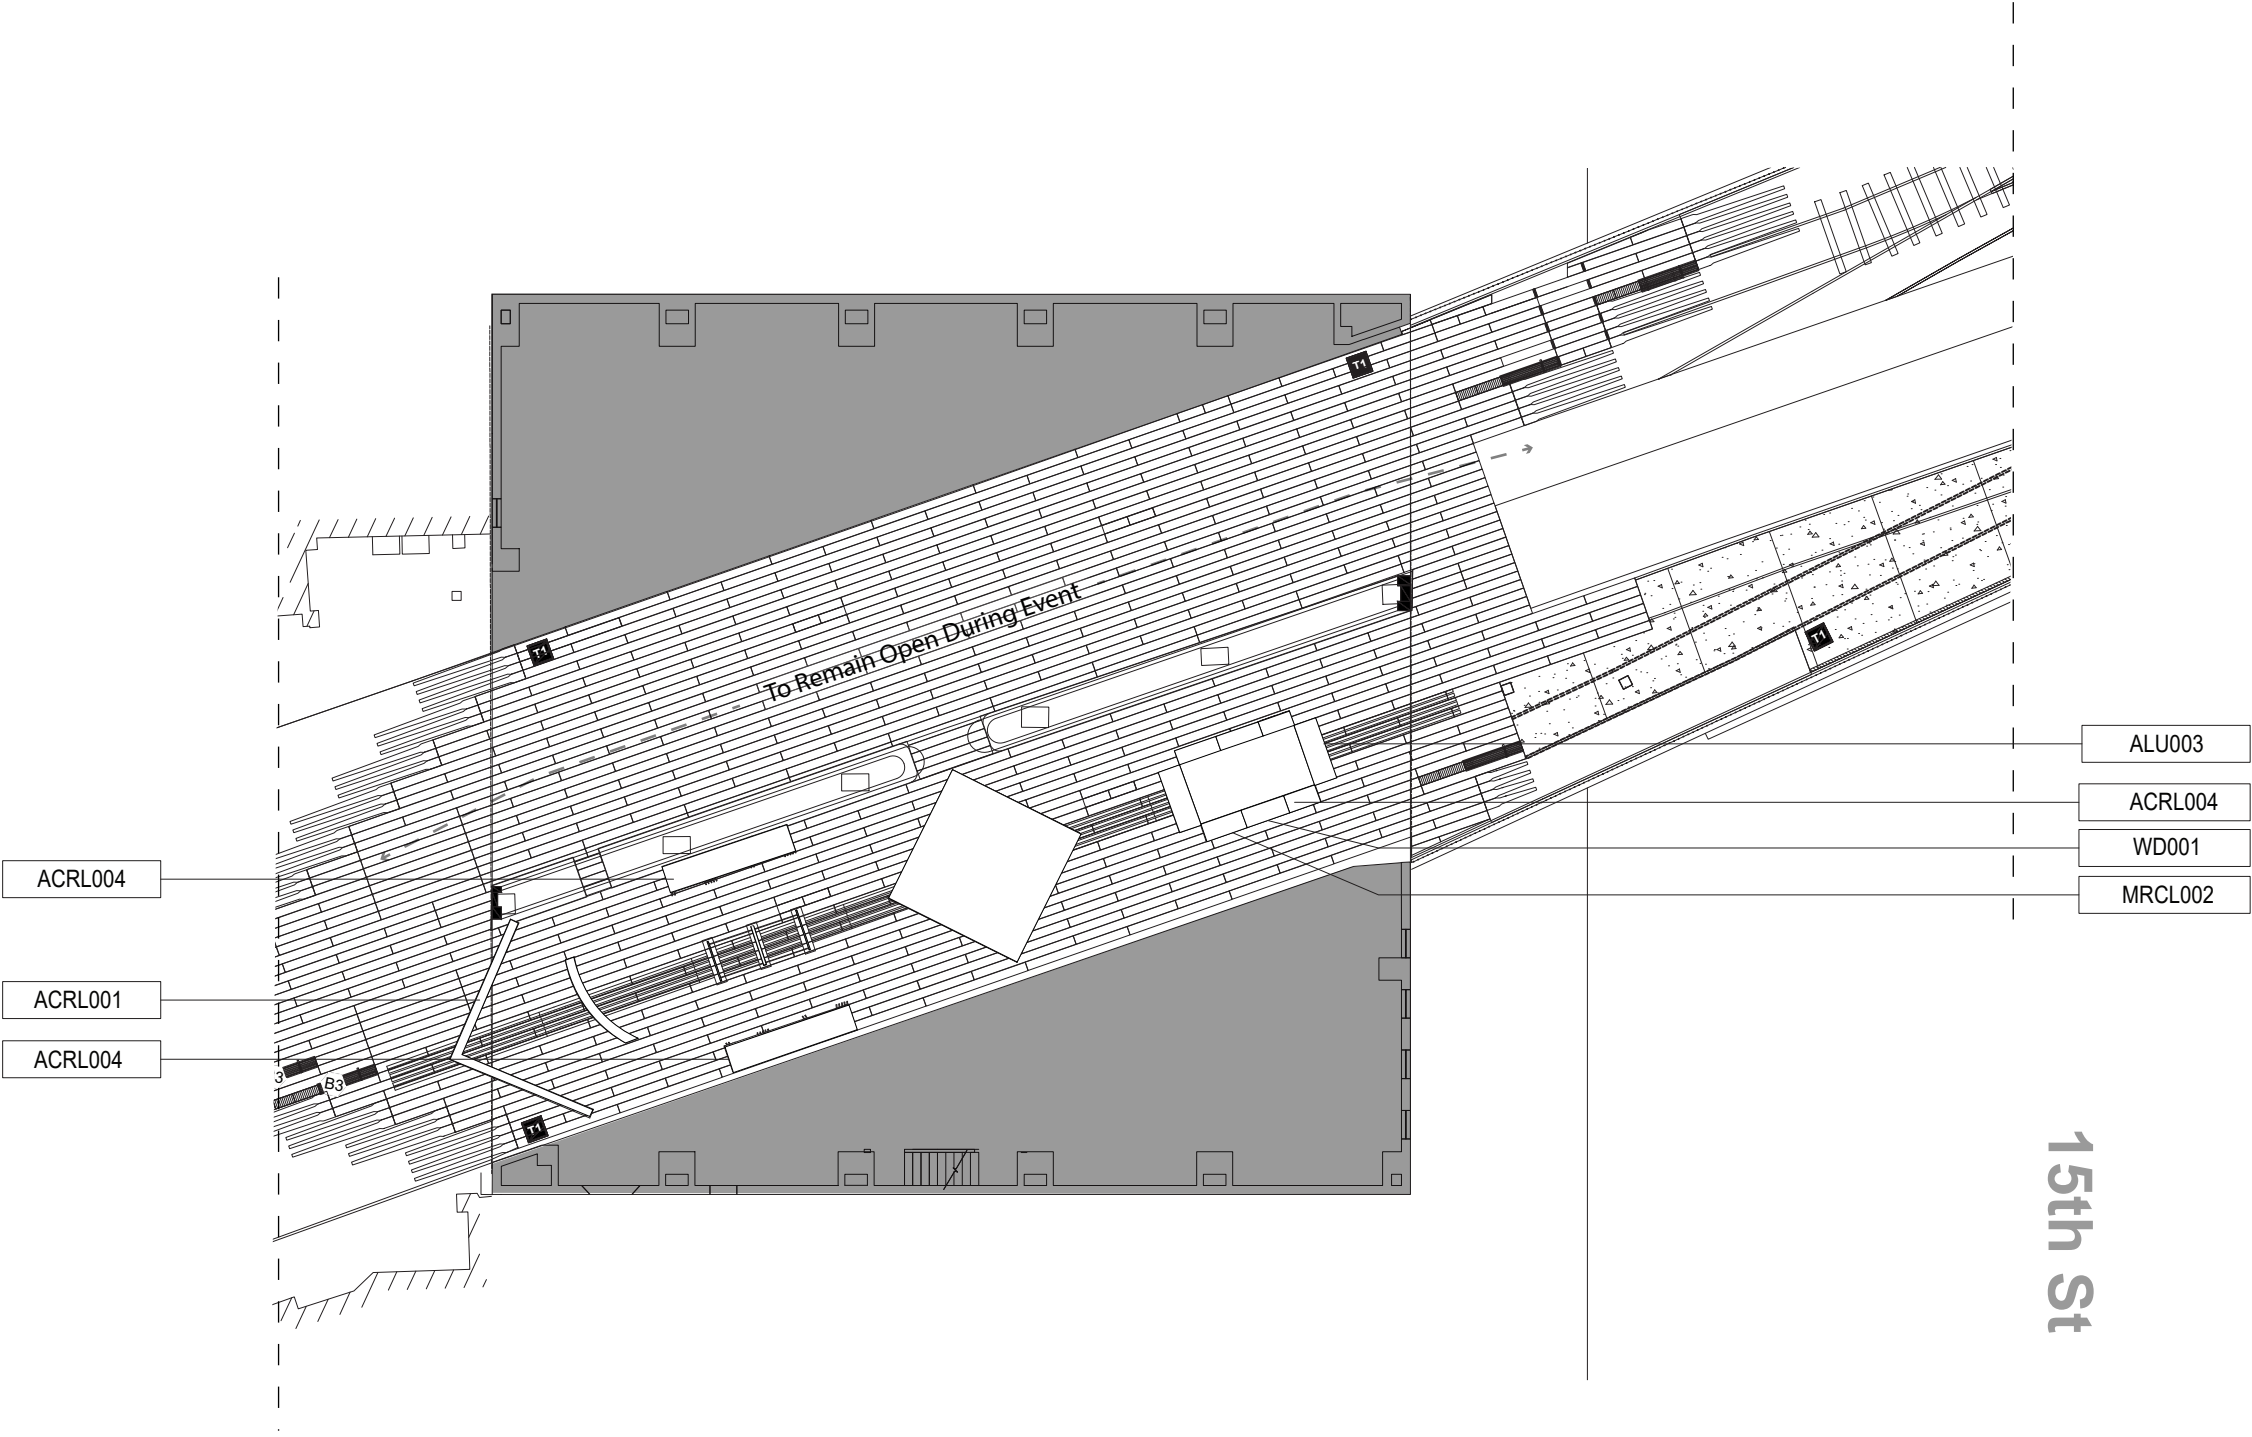 T1
T1
To Remain Open During Event
T1
ALU003
ACRL004
WD001
MRCL002
ACRL004
ACRL001
ACRL004
3
B3
T1
15th St